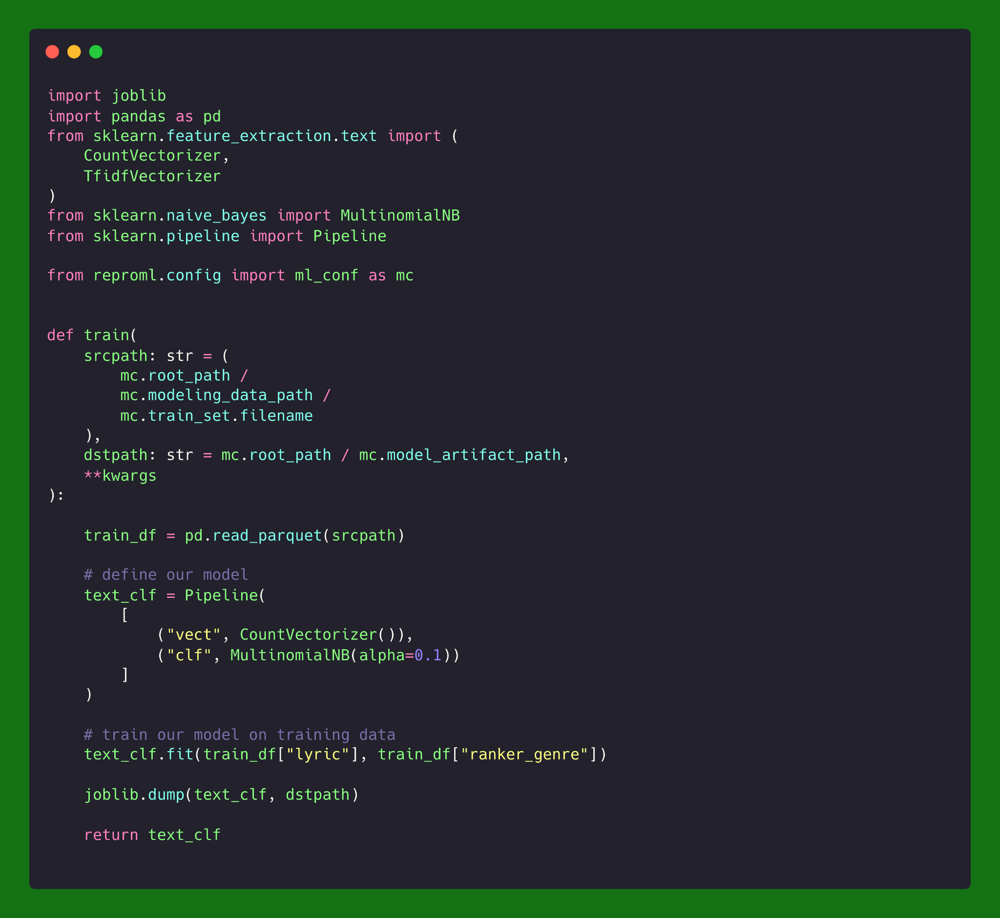 import joblib
import pandas as pd
from sklearn.feature_extraction.text import (
    CountVectorizer,
    TfidfVectorizer
)
from sklearn.naive_bayes import MultinomialNB
from sklearn.pipeline import Pipeline

from reproml.config import ml_conf as mc


def train(
    srcpath: str = (
        mc.root_path /
        mc.modeling_data_path /
        mc.train_set.filename
    ),
    dstpath: str = mc.root_path / mc.model_artifact_path,
    **kwargs
):

    train_df = pd.read_parquet(srcpath)

    # define our model
    text_clf = Pipeline(
        [
            ("vect", CountVectorizer()),
            ("clf", MultinomialNB(alpha=0.1))
        ]
    )

    # train our model on training data
    text_clf.fit(train_df["lyric"], train_df["ranker_genre"])

    joblib.dump(text_clf, dstpath)

    return text_clf